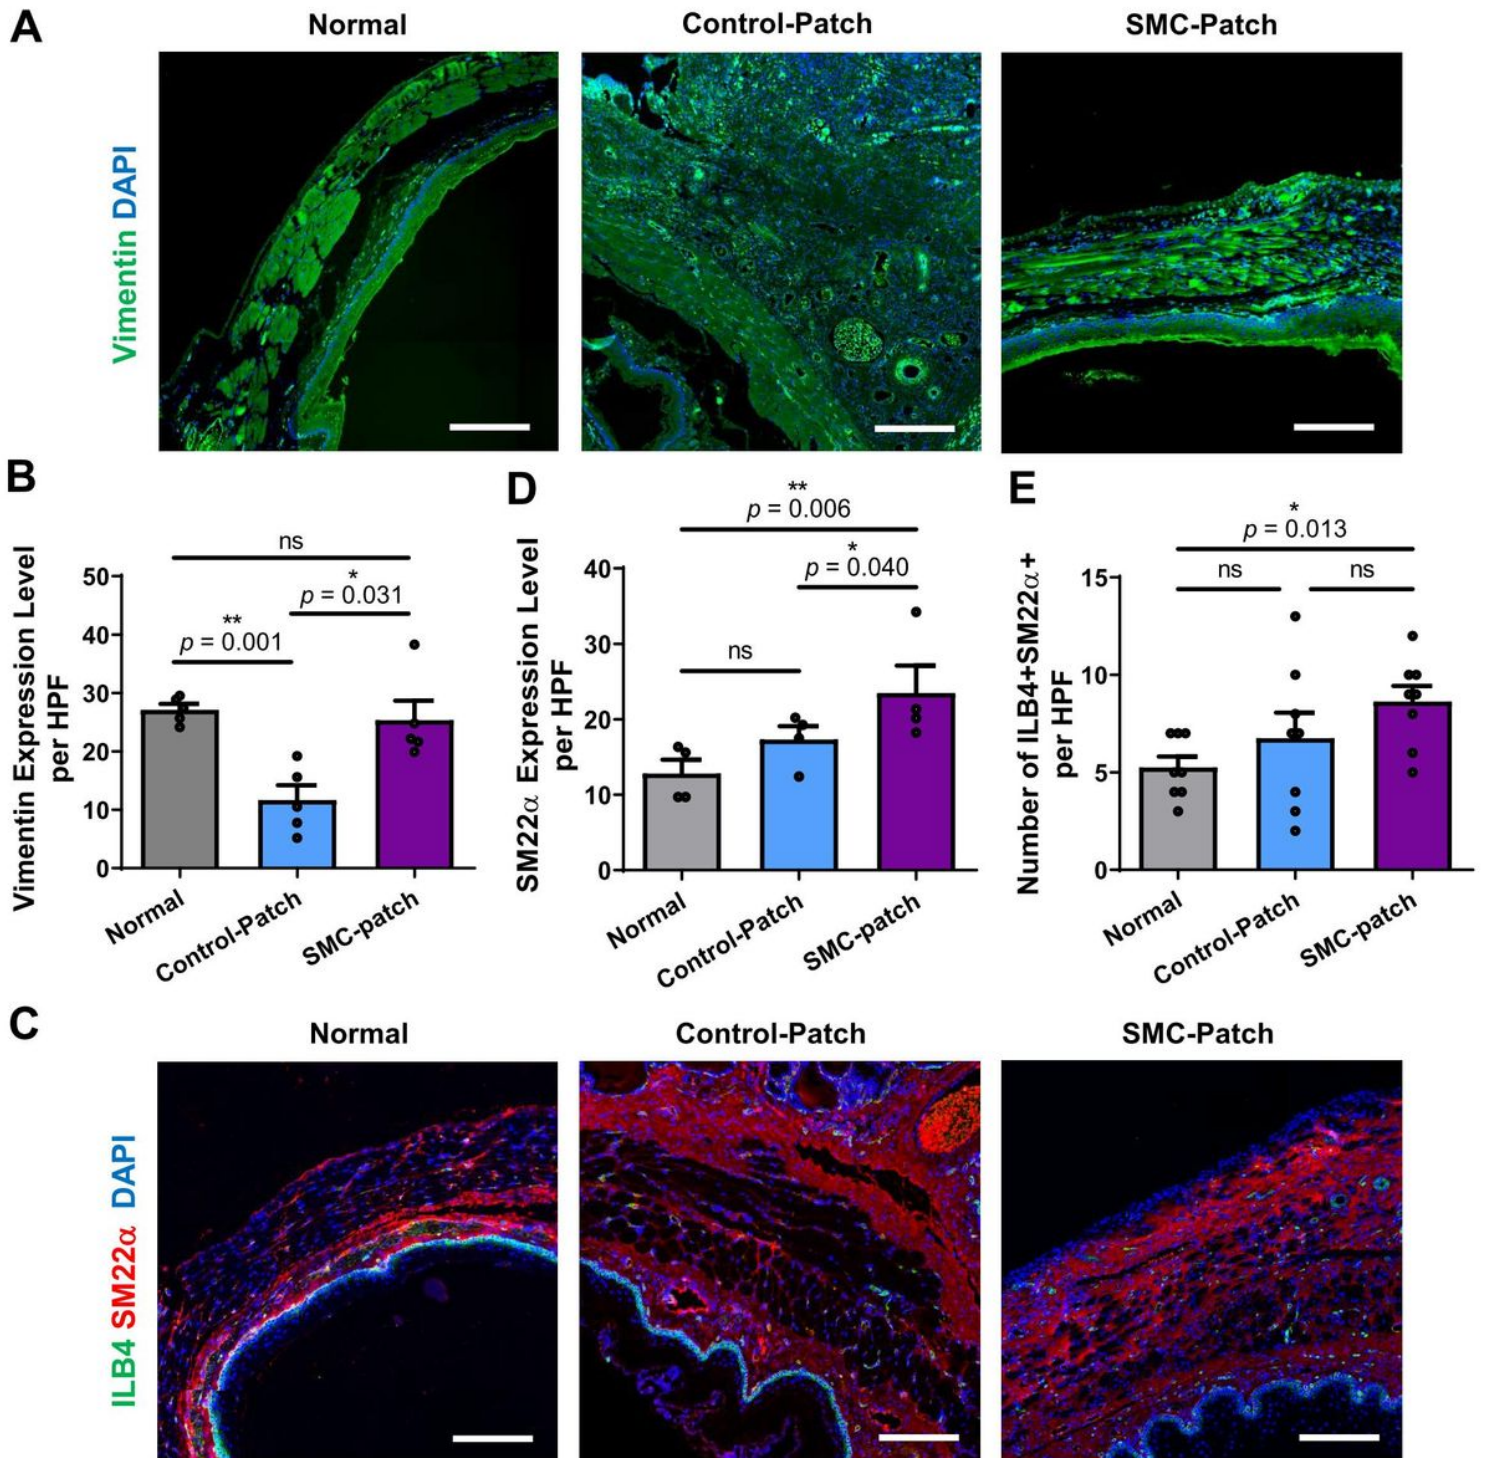 A
Normal
Control-Patch
SMC-Patch
Vimentin DAPI
B
Vimentin Expression Level
per HPF
50
40
30
20
10
0
ns
*
p = 0.031
**
p = 0.001
Normal
Control-Patch
SMC-patch
D
SM22α Expression Level
per HPF
40
30
20
10
0
**
p = 0.006
*
p = 0.040
ns
Normal
Control-Patch
SMC-patch
E
Number of ILB4+SM22α+
per HPF
15
10
5
0
*
p = 0.013
ns
ns
Normal
Control-Patch
SMC-patch
C
Normal
Control-Patch
SMC-Patch
ILB4 SM22α DAPI